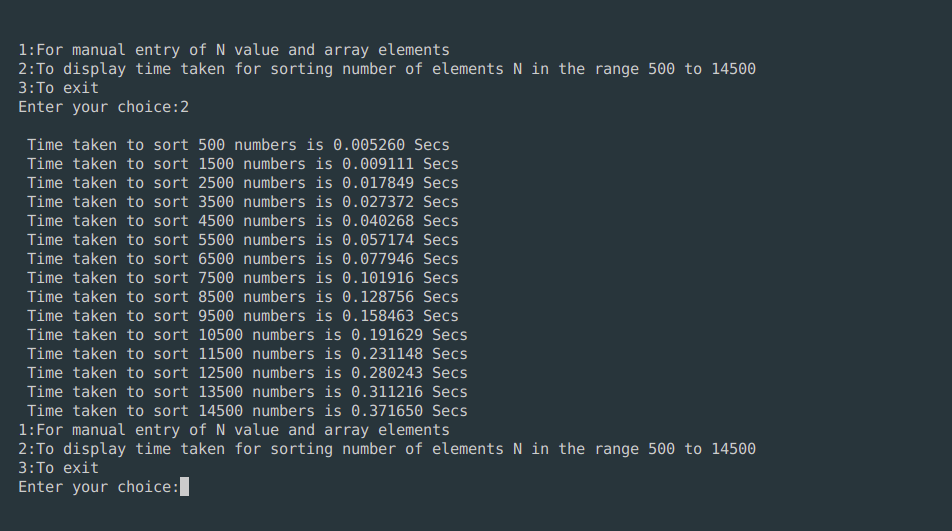 1:For manual entry of N value and array elements
2:To display time taken for sorting number of elements N in the range 500 to 14500
3:To exit
Enter your choice:2
Time taken to sort 500 numbers is 0.005260 Secs
Time taken to sort 1500 numbers is 0.009111 Secs
Time taken to sort 2500 numbers is 0.017849 Secs
Time taken to sort 3500 numbers is 0.027372 Secs
Time taken to sort 4500 numbers is 0.040268 Secs
Time taken to sort 5500 numbers is 0.057174 Secs
Time taken to sort 6500 numbers is 0.077946 Secs
Time taken to sort 7500 numbers is 0.101916 Secs
Time taken to sort 8500 numbers is 0.128756 Secs
Time taken to sort 9500 numbers is 0.158463 Secs
Time taken to sort 10500 numbers is 0.191629 Secs
Time taken to sort 11500 numbers is 0.231148 Secs
Time taken to sort 12500 numbers is 0.280243 Secs
Time taken to sort 13500 numbers is 0.311216 Secs
Time taken to sort 14500 numbers is 0.371650 Secs
1:For manual entry of N value and array elements
2:To display time taken for sorting number of elements N in the range 500 to 14500
3:To exit
Enter your choice: